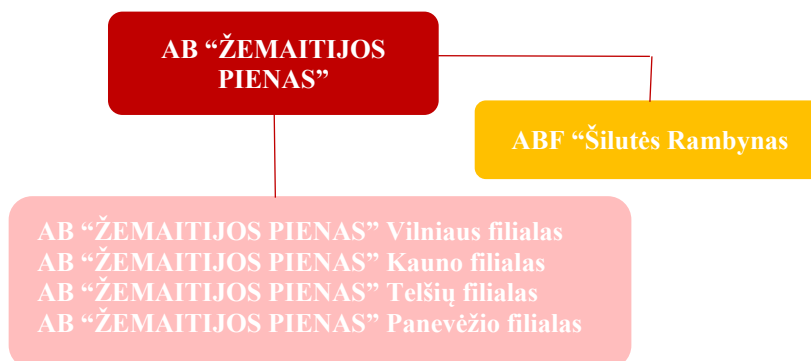 AB “ŽEMAITIJOS
PIENAS”
ABF “Šilutės Rambynas
AB “ŽEMAITIJOS PIENAS” Vilniaus filialas
AB “ŽEMAITIJOS PIENAS” Kauno filialas
AB “ŽEMAITIJOS PIENAS” Telšių filialas
AB “ŽEMAITIJOS PIENAS” Panevėžio filialas